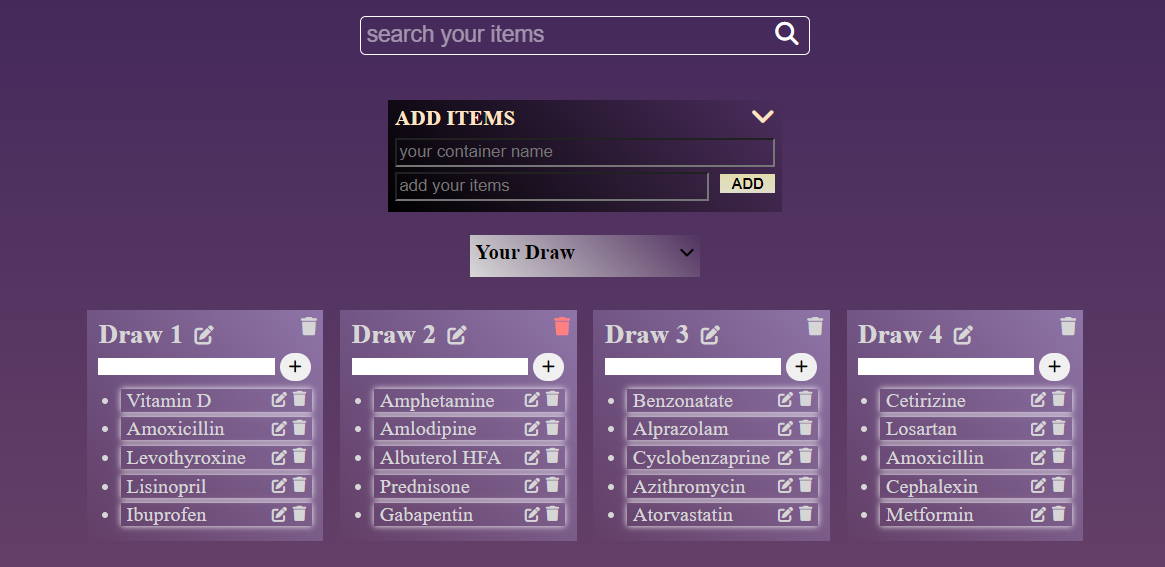 search your items
ADD ITEMS
your container name
add your items
ADD
Your Draw
Draw 1
Vitamin D
Amoxicillin
Levothyroxine
Lisinopril
Ibuprofen
Draw 2
Amphetamine
Amlodipine
Albuterol HFA
Prednisone
Gabapentin
Draw 3
Benzonatate
Alprazolam
Cyclobenzaprine
Azithromycin
Atorvastatin
Draw 4
Cetirizine
Losartan
Amoxicillin
Cephalexin
Metformin